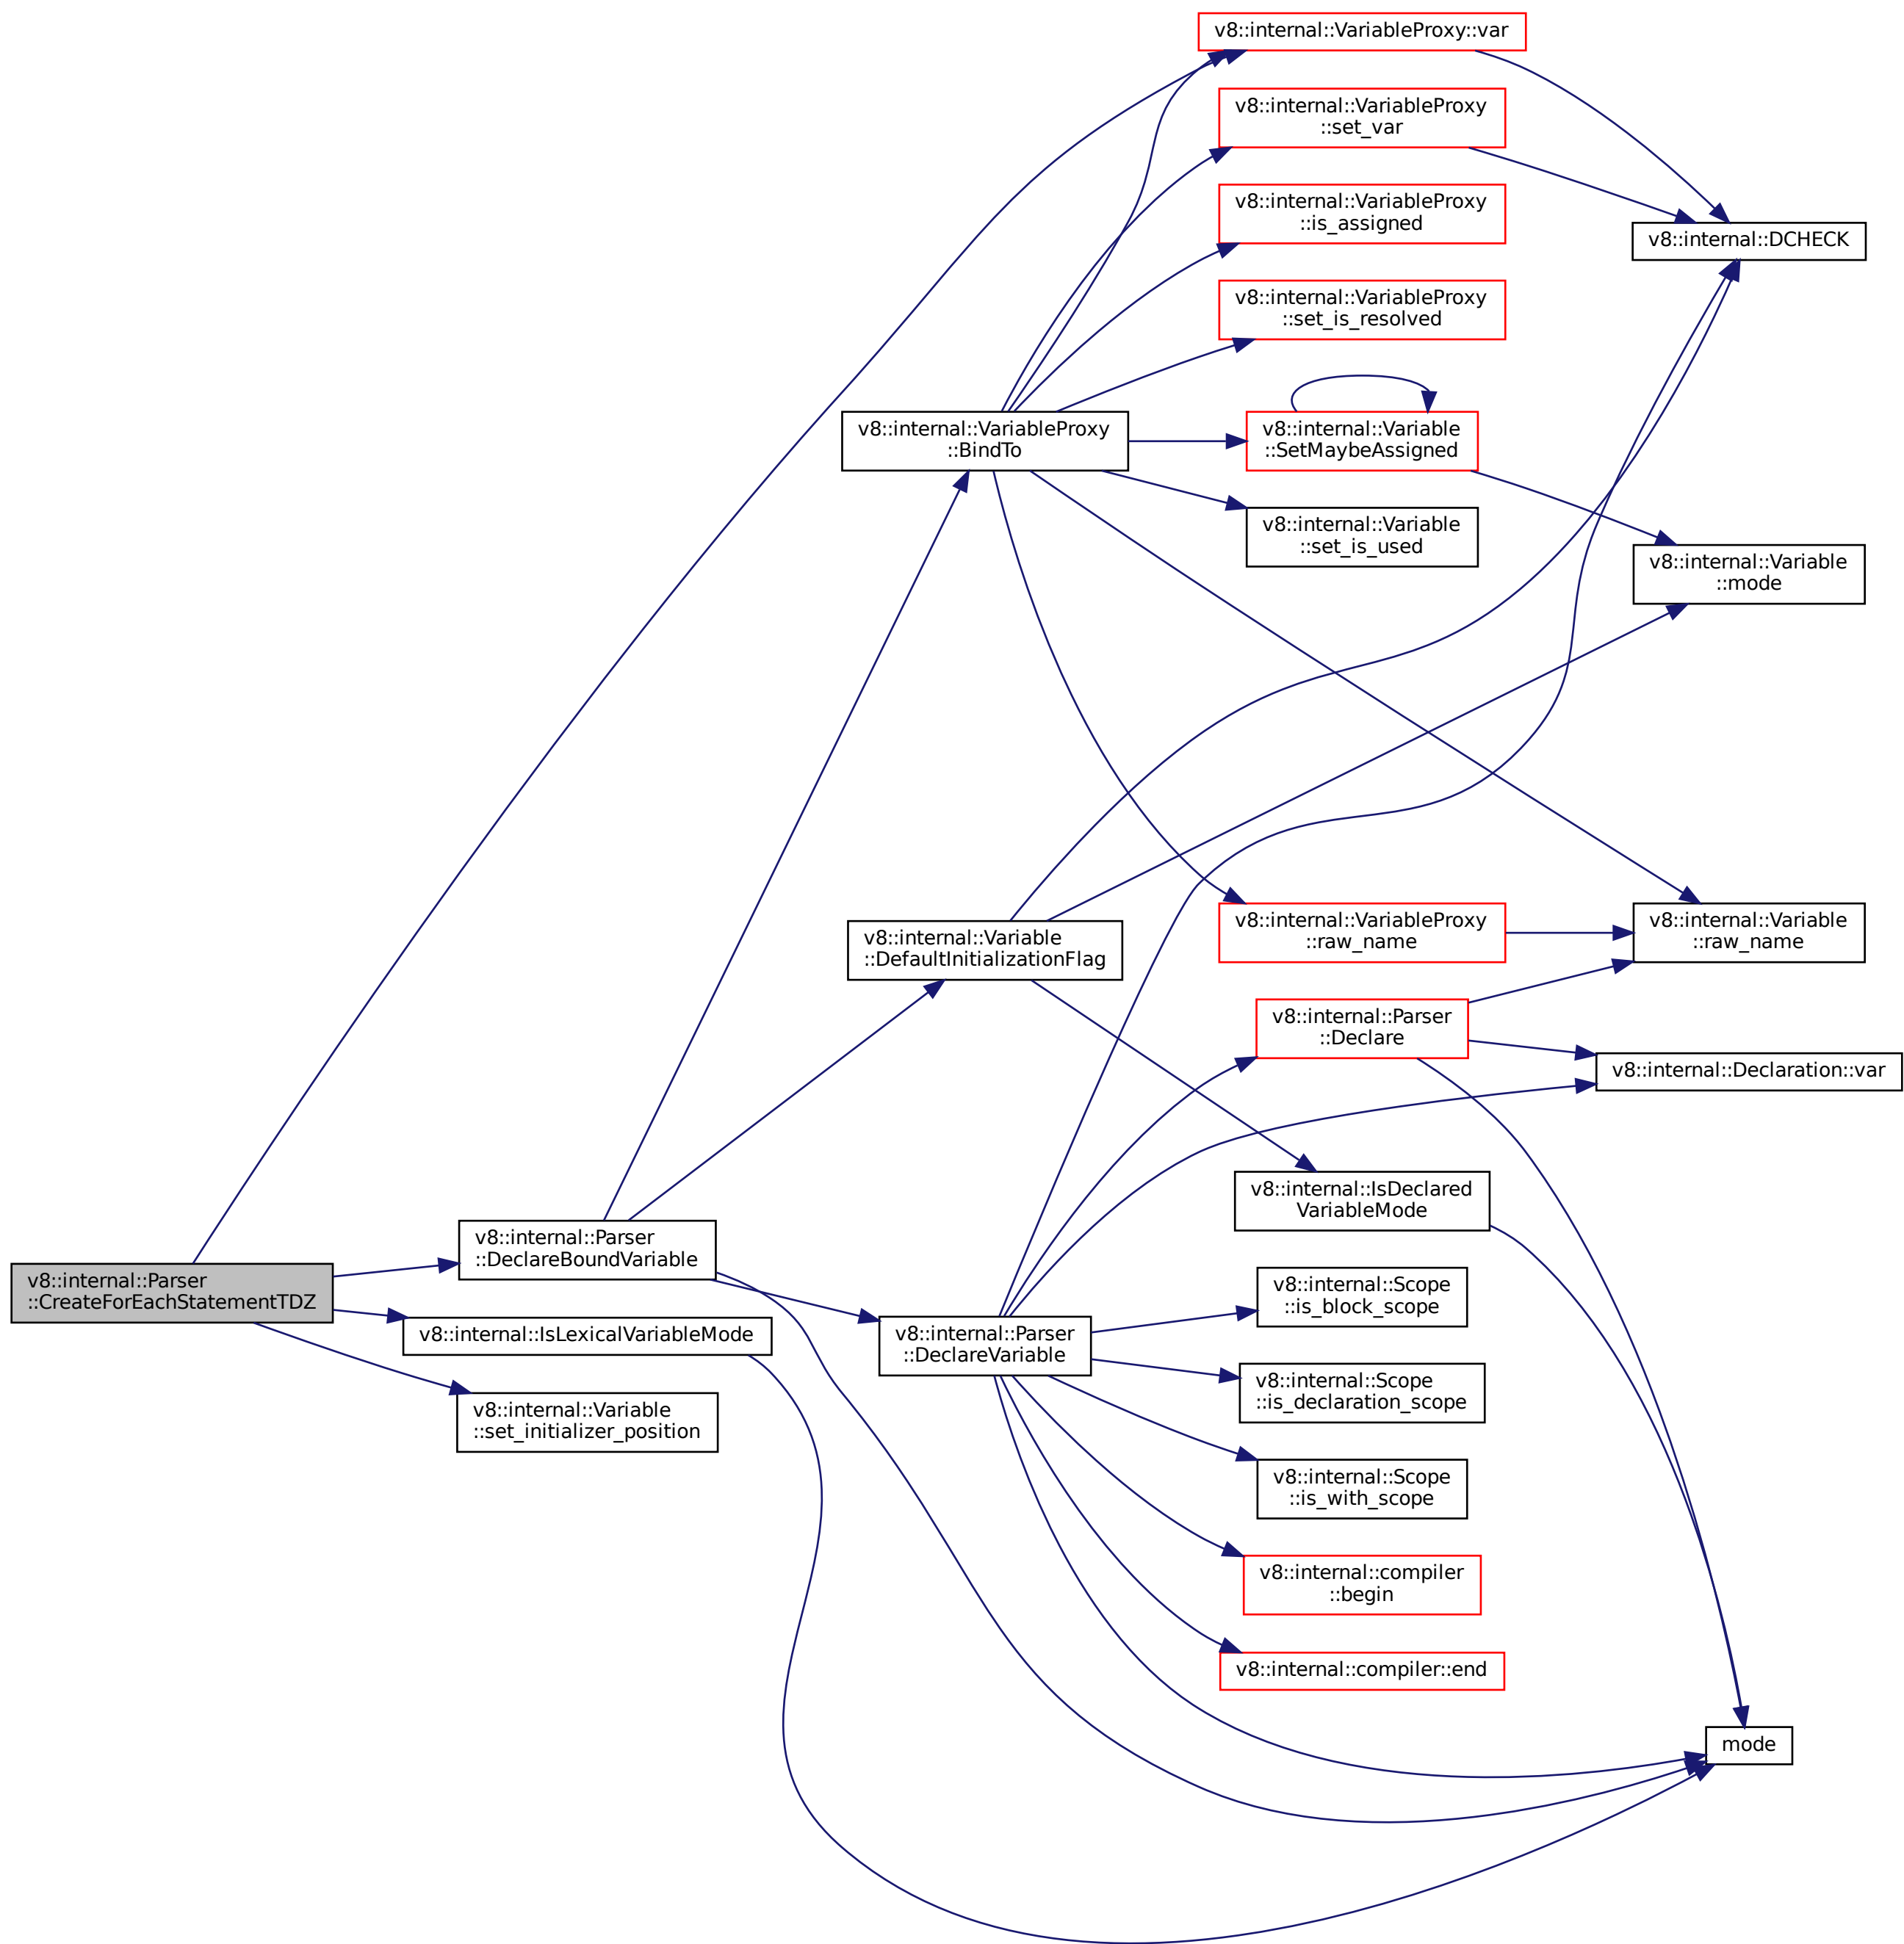 v8::internal::VariableProxy::var
v8::internal::VariableProxy
::set_var
v8::internal::VariableProxy
::is_assigned
v8::internal::DCHECK
v8::internal::VariableProxy
::set_is_resolved
v8::internal::VariableProxy
::BindTo
v8::internal::Variable
::SetMaybeAssigned
v8::internal::Variable
::set_is_used
v8::internal::Variable
::mode
v8::internal::Variable
::DefaultInitializationFlag
v8::internal::VariableProxy
::raw_name
v8::internal::Variable
::raw_name
v8::internal::Parser
::Declare
v8::internal::Declaration::var
v8::internal::IsDeclared
VariableMode
v8::internal::Parser
::DeclareBoundVariable
v8::internal::Parser
::CreateForEachStatementTDZ
v8::internal::IsLexicalVariableMode
v8::internal::Variable
::set_initializer_position
v8::internal::Parser
::DeclareVariable
v8::internal::Scope
::is_block_scope
v8::internal::Scope
::is_declaration_scope
v8::internal::Scope
::is_with_scope
v8::internal::compiler
::begin
v8::internal::compiler::end
mode